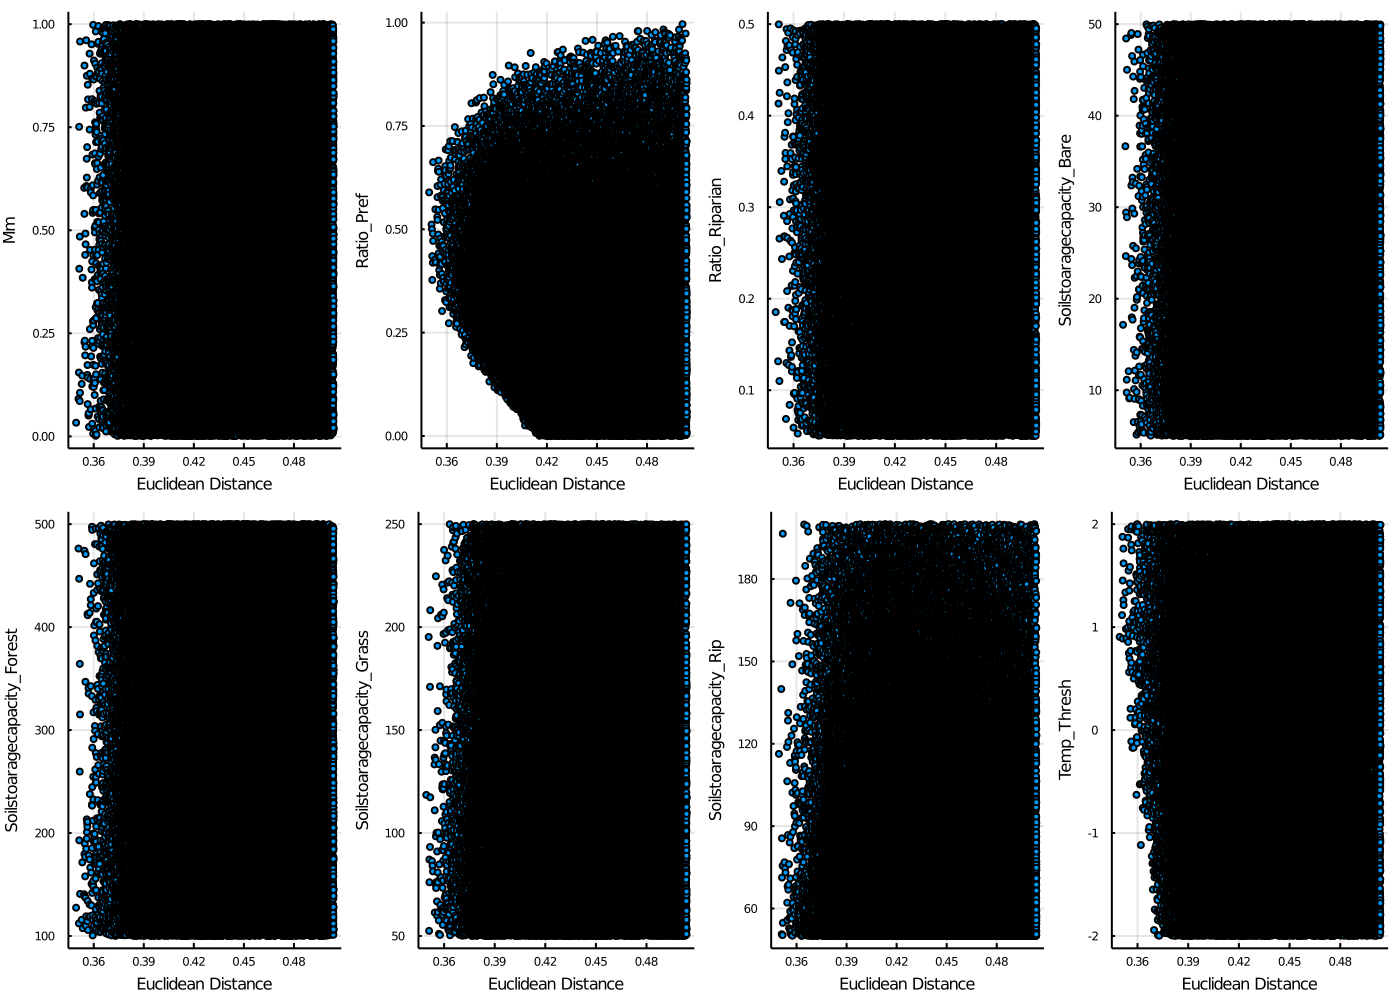 1.00
0.75
0.50
0.25
0.00
Mm
0.36 0.39 0.42 0.45 0.48
Euclidean Distance
1.00
0.75
0.50
0.25
0.00
Ratio_Pref
0.36 0.39 0.42 0.45 0.48
Euclidean Distance
0.5
0.4
0.3
0.2
0.1
Ratio_Riparian
0.36 0.39 0.42 0.45 0.48
Euclidean Distance
50
40
30
20
10
Soilstoaragecapacity_Bare
0.36 0.39 0.42 0.45 0.48
Euclidean Distance
500
400
300
200
100
Soilstoaragecapacity_Forest
0.36 0.39 0.42 0.45 0.48
Euclidean Distance
250
200
150
100
50
Soilstoaragecapacity_Grass
0.36 0.39 0.42 0.45 0.48
Euclidean Distance
180
150
120
90
60
Soilstoaragecapacity_Rip
0.36 0.39 0.42 0.45 0.48
Euclidean Distance
2
1
0
-1
-2
Temp_Thresh
0.36 0.39 0.42 0.45 0.48
Euclidean Distance